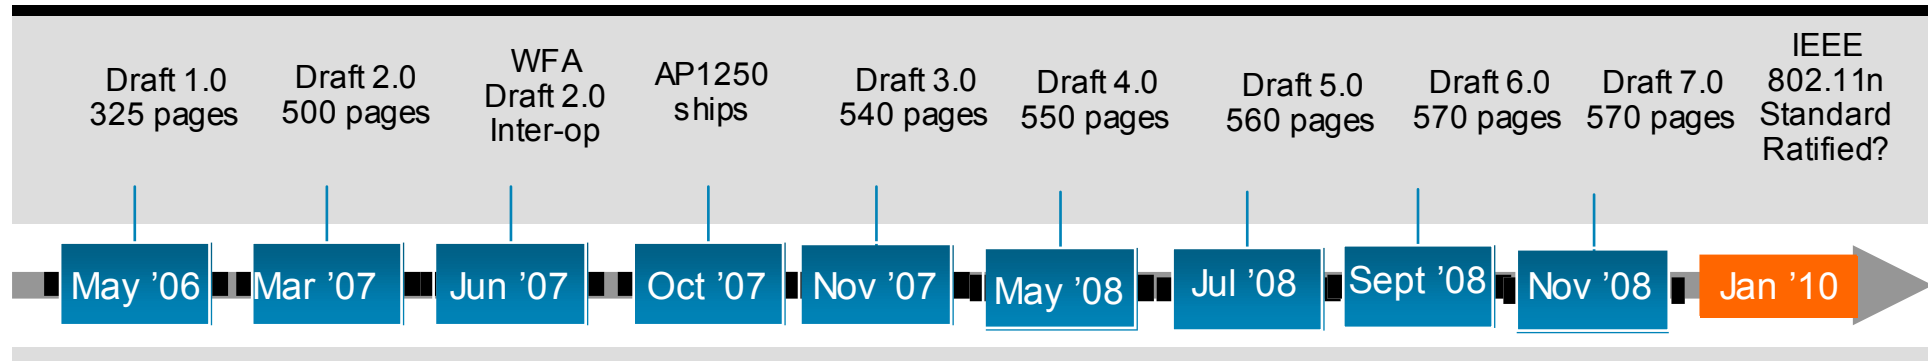 Draft 1.0
325 pages
Draft 2.0
500 pages
WFA
Draft 2.0
Inter-op
AP1250
ships
Draft 3.0
540 pages
Draft 4.0
550 pages
Draft 5.0
560 pages
Draft 6.0
570 pages
Draft 7.0
570 pages
IEEE
802.11n
Standard
Ratified?
May ’06
Mar ’07
Jun ’07
Oct ’07
Nov ’07
May ’08
Jul ’08
Sept ’08
Nov ’08
Jan ’10